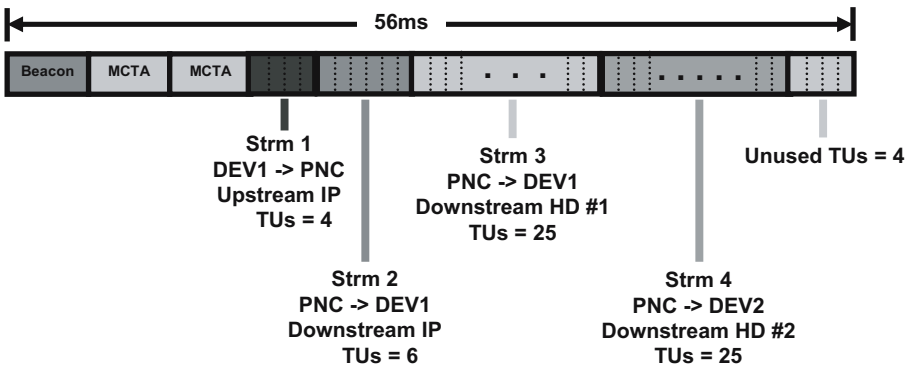 56ms
Beacon
MCTA
MCTA
Strm 1
DEV1 -> PNC
Upstream IP
TUs = 4
Strm 2
PNC -> DEV1
Downstream IP
TUs = 6
Strm 3
PNC -> DEV1
Downstream HD #1
TUs = 25
Strm 4
PNC -> DEV2
Downstream HD #2
TUs = 25
Unused TUs = 4